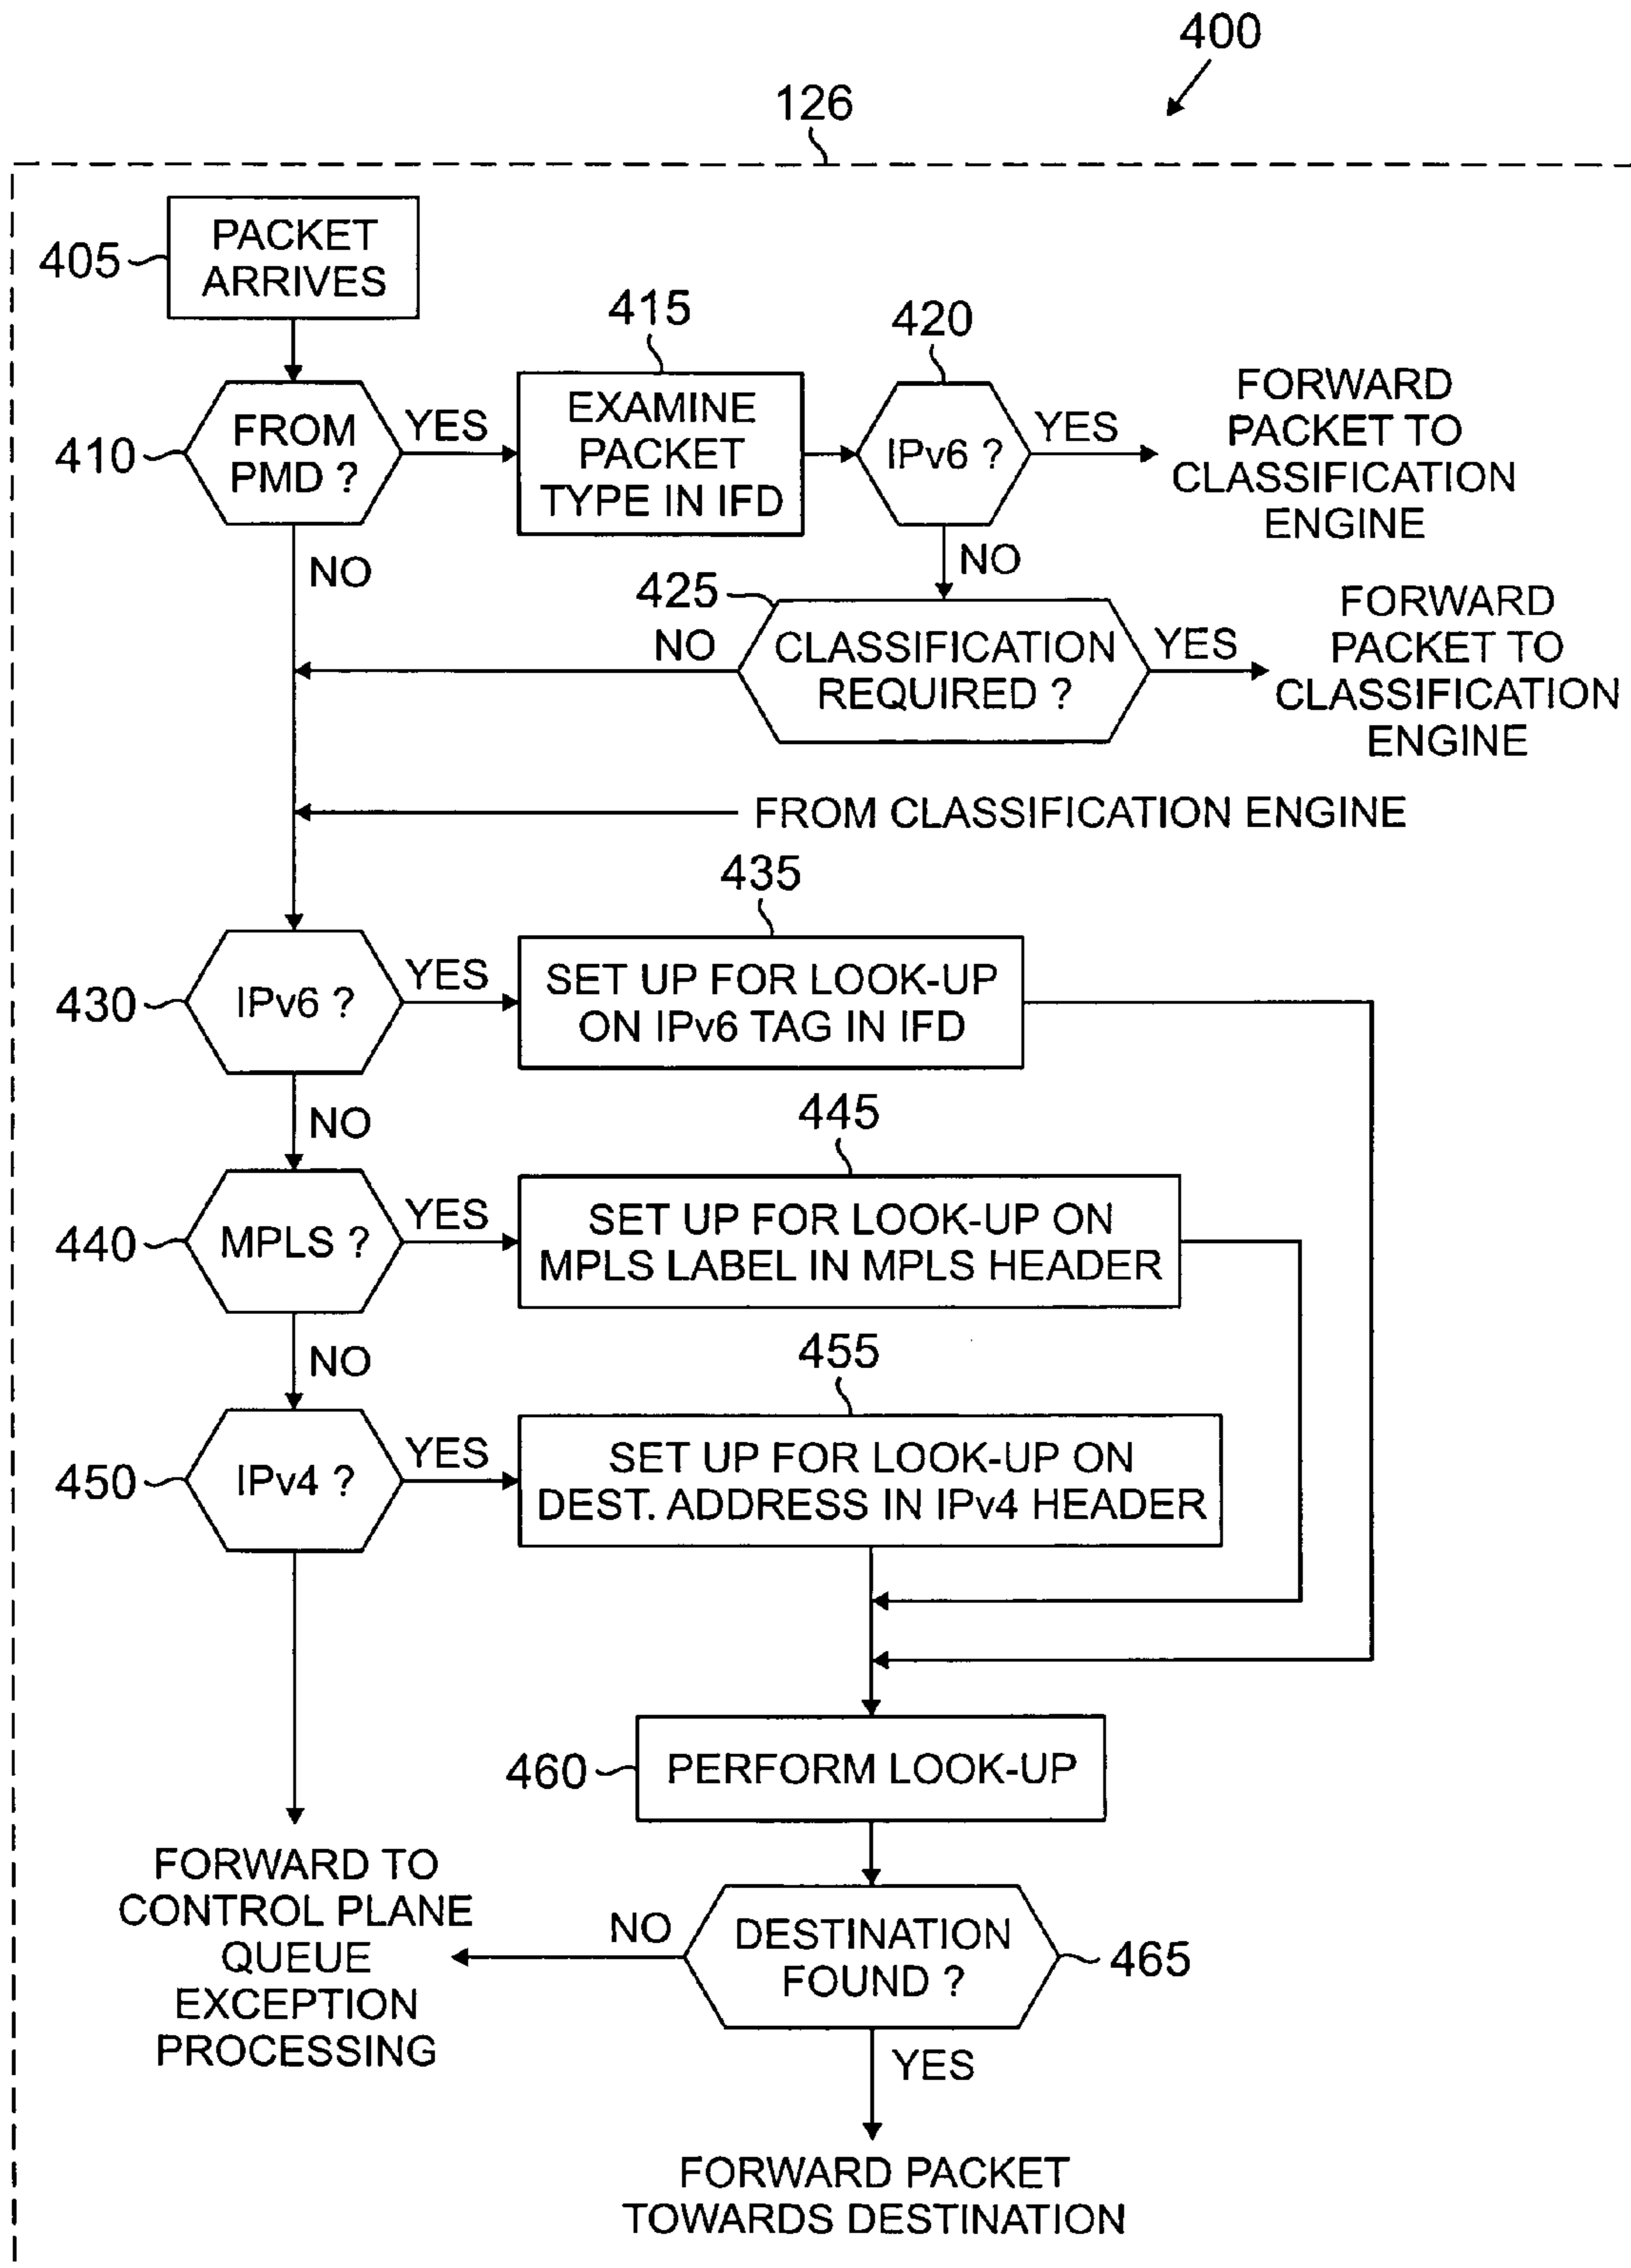 400
126
PACKET
ARRIVES
405
415
420
FROM
PMD ?
410
YES
EXAMINE
PACKET
TYPE IN IFD
IPv6 ?
YES
FORWARD
PACKET TO
CLASSIFICATION
ENGINE
NO
NO
425
NO
CLASSIFICATION
REQUIRED ?
YES
FORWARD
PACKET TO
CLASSIFICATION
ENGINE
FROM CLASSIFICATION ENGINE
435
430
IPv6 ?
YES
SET UP FOR LOOK-UP
ON IPv6 TAG IN IFD
NO
445
440
MPLS ?
YES
SET UP FOR LOOK-UP ON
MPLS LABEL IN MPLS HEADER
NO
455
450
IPv4 ?
YES
SET UP FOR LOOK-UP ON
DEST. ADDRESS IN IPv4 HEADER
460
PERFORM LOOK-UP
FORWARD TO
CONTROL PLANE
QUEUE
EXCEPTION
PROCESSING
NO
DESTINATION
FOUND ?
465
YES
FORWARD PACKET
TOWARDS DESTINATION